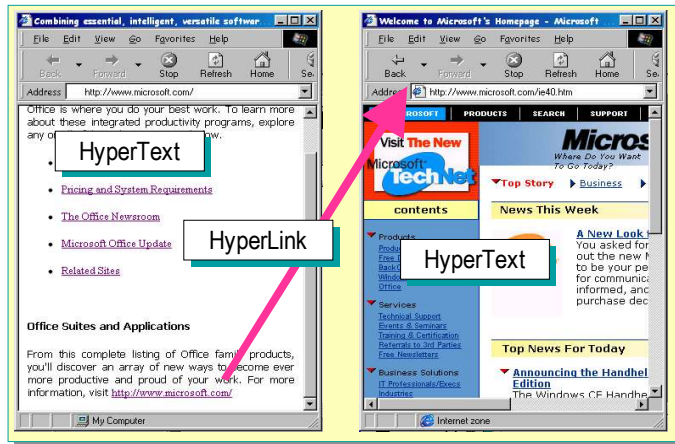 Combining essential, intelligent, versatile softwar
File Edit View Go Favorites Help
Back Forward Stop Refresh Home Se
Address http://www.microsoft.com/
Office is where you do your best work. To learn more
about these integrated productivity programs, explore
any
HyperText
Pricing and System Requirements
The Office Newsroom
Microsoft Office Update
Related Sites
HyperLink
Office Suites and Applications
From this complete listing of Office family products,
you'll discover an array of new ways to become ever
more productive and proud of your work. For more
information, visit http://www.microsoft.com/
My Computer
Welcome to Microsoft's Homepage - Microsoft
File Edit View Go Favorites Help
Back Forward Stop Refresh Home Se
Address http://www.microsoft.com/ie40.htm
MICROSOFT PRODUCTS SEARCH SUPPORT
Visit The New
Microsoft
TechNet
Micros
Where Do You Want
To Go Today?
Top Story Business
contents
News This Week
Products
Free
Office
HyperText
A New Look
You asked for
out the new
to be your pe
for communica
informed, and
purchase dec
Services
Technical Support
Events & Seminars
Training & Certification
Referrals to 3rd Parties
Free Newsletters
Business Solutions
IT Professionals/Execs
Industries
Top News For Today
Announcing the Handhel
Edition
The Windows CE Handhe
Internet zone